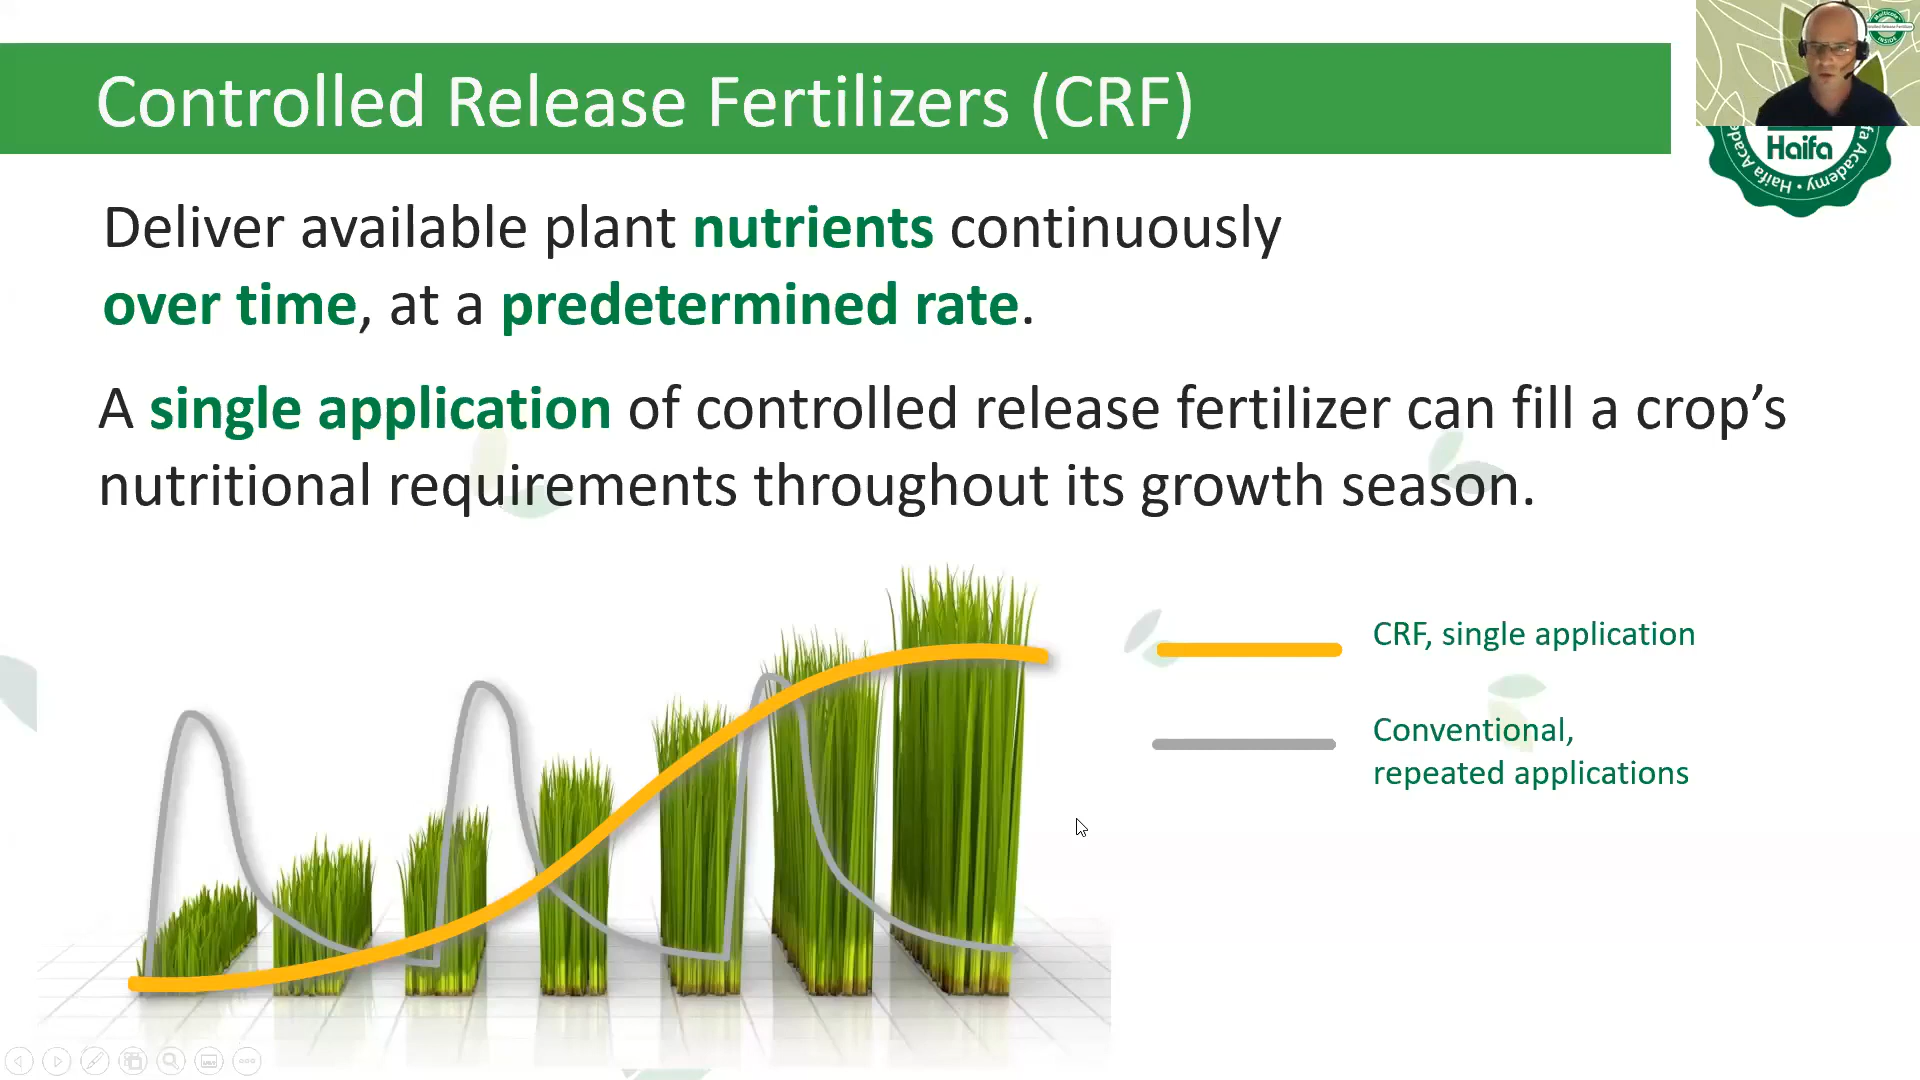 Controlled Release Fertilizers (CRF)
Haifa
Haifa Academy • Haifa Academy
Deliver available plant nutrients continuously
over time, at a predetermined rate.
A single application of controlled release fertilizer can fill a crop’s
nutritional requirements throughout its growth season.
CRF, single application
Conventional,
repeated applications